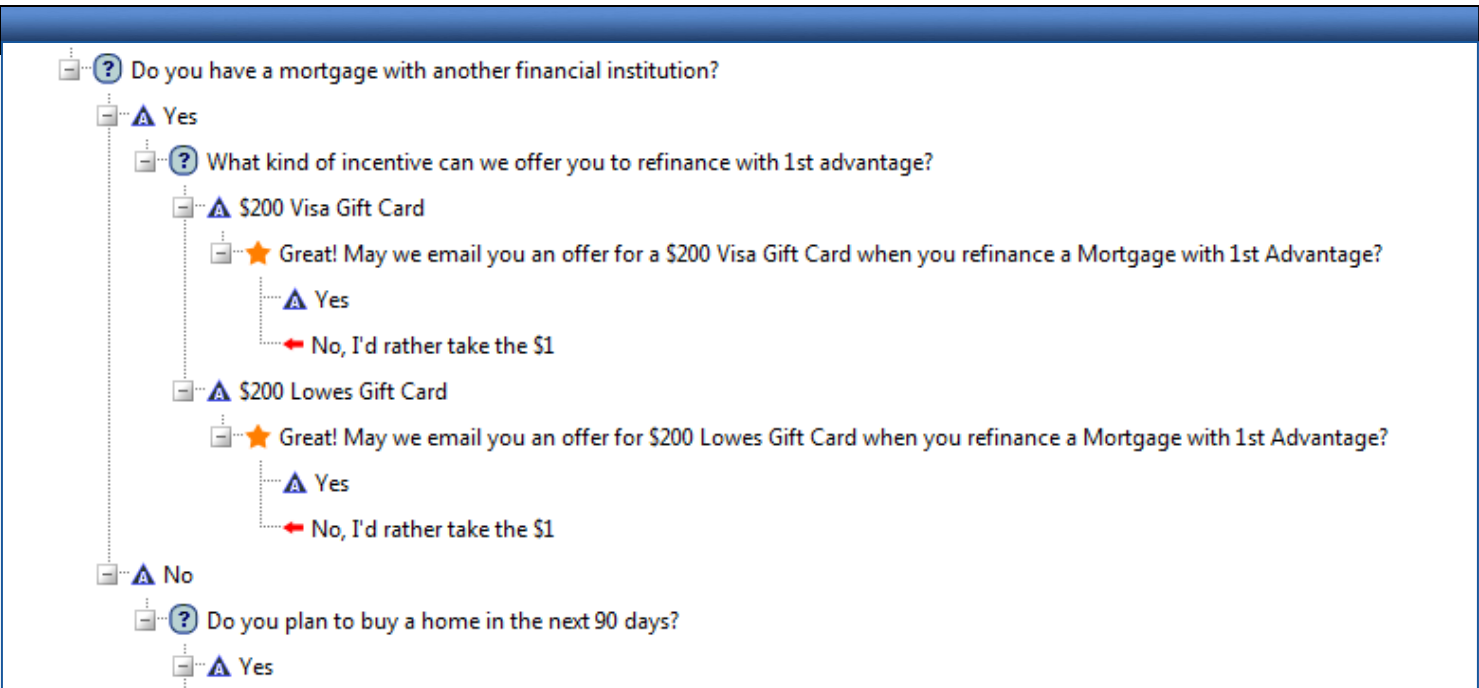 Do you have a mortgage with another financial institution?
Yes
What kind of incentive can we offer you to refinance with 1st advantage?
$200 Visa Gift Card
Great! May we email you an offer for a $200 Visa Gift Card when you refinance a Mortgage with 1st Advantage?
Yes
No, I'd rather take the $1
$200 Lowes Gift Card
Great! May we email you an offer for $200 Lowes Gift Card when you refinance a Mortgage with 1st Advantage?
Yes
No, I'd rather take the $1
No
Do you plan to buy a home in the next 90 days?
Yes